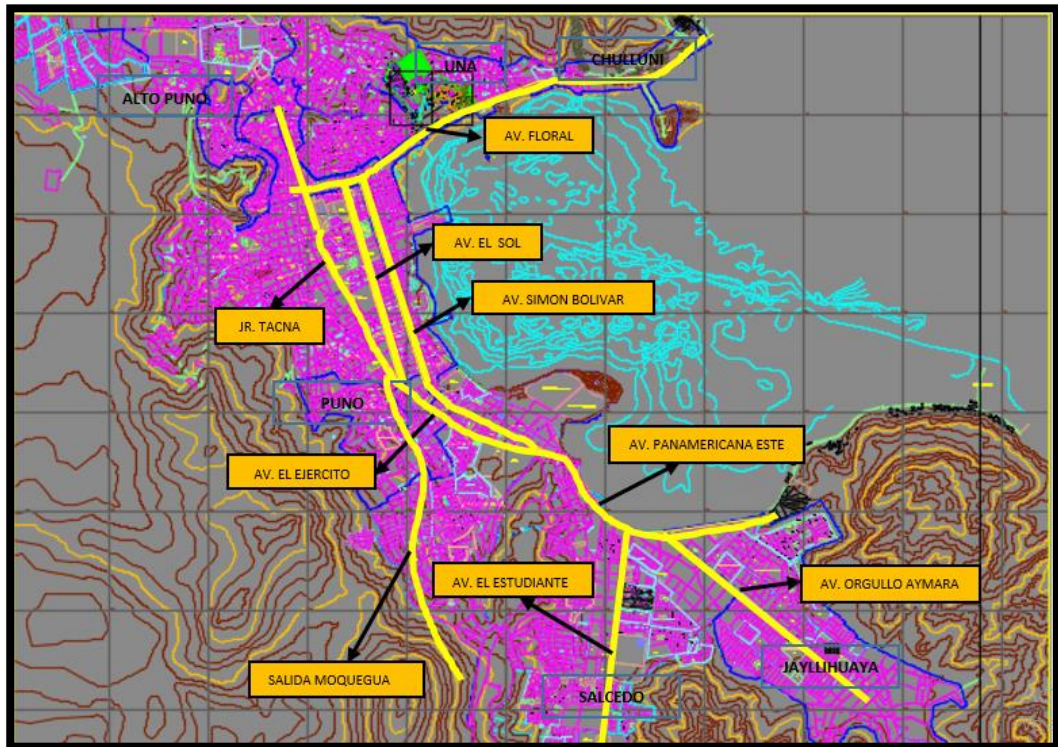 UNA
CHULLUNI
ALTO PUNO
AV. FLORAL
AV. EL SOL
AV. SIMON BOLIVAR
JR. TACNA
PUNO
AV. PANAMERICANA ESTE
AV. EL EJERCITO
AV. EL ESTUDIANTE
AV. ORGULLO AYMARA
SALIDA MOQUEGUA
JAYLLIHUAYA
SALCEDO